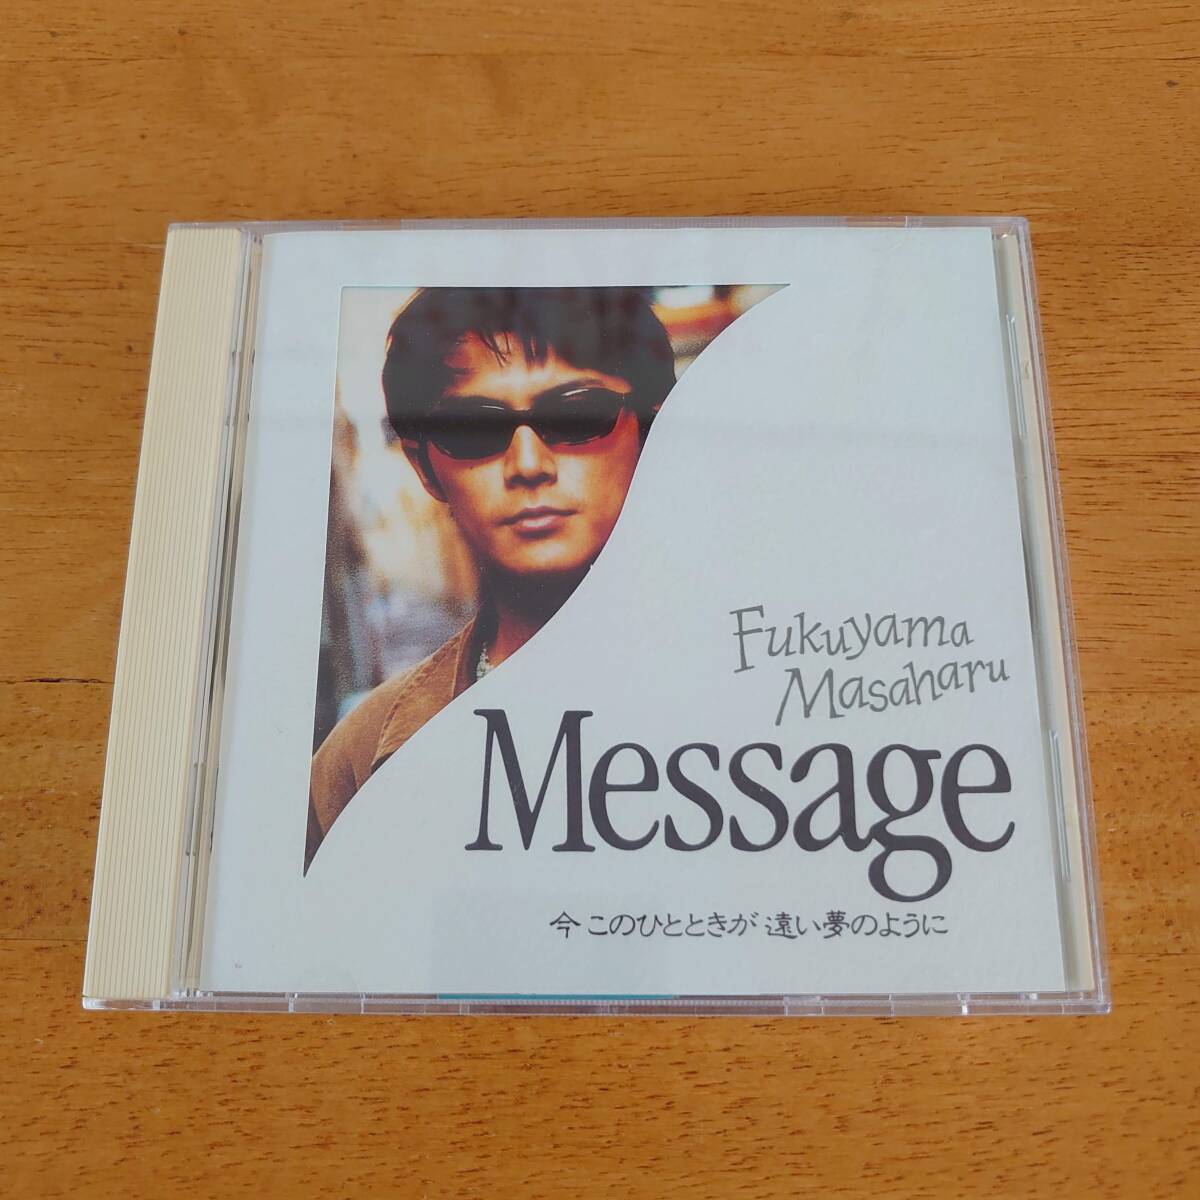 Fukuyama
Masaharu
Message
今 このひとときが 遠い夢のように